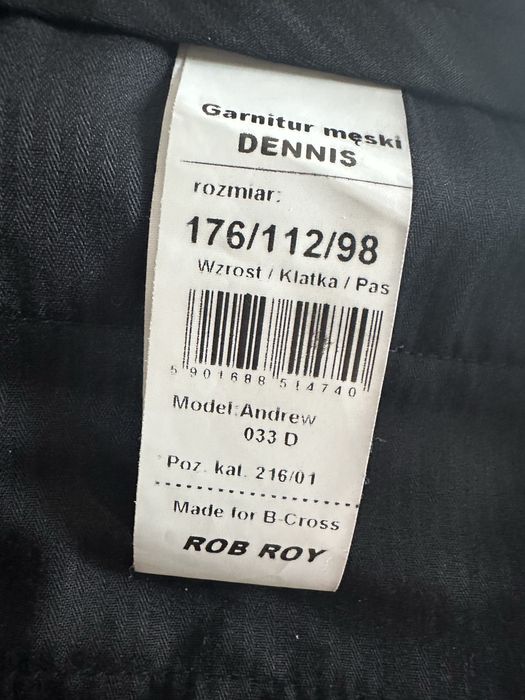 Garnitur męski
DENNIS
rozmiar:
176/112/98
Wzrost / Klatka / Pas
5 901688 514740
Model:Andrew
033 D
Poz. kat. 216/01
Made for B-Cross
ROB ROY